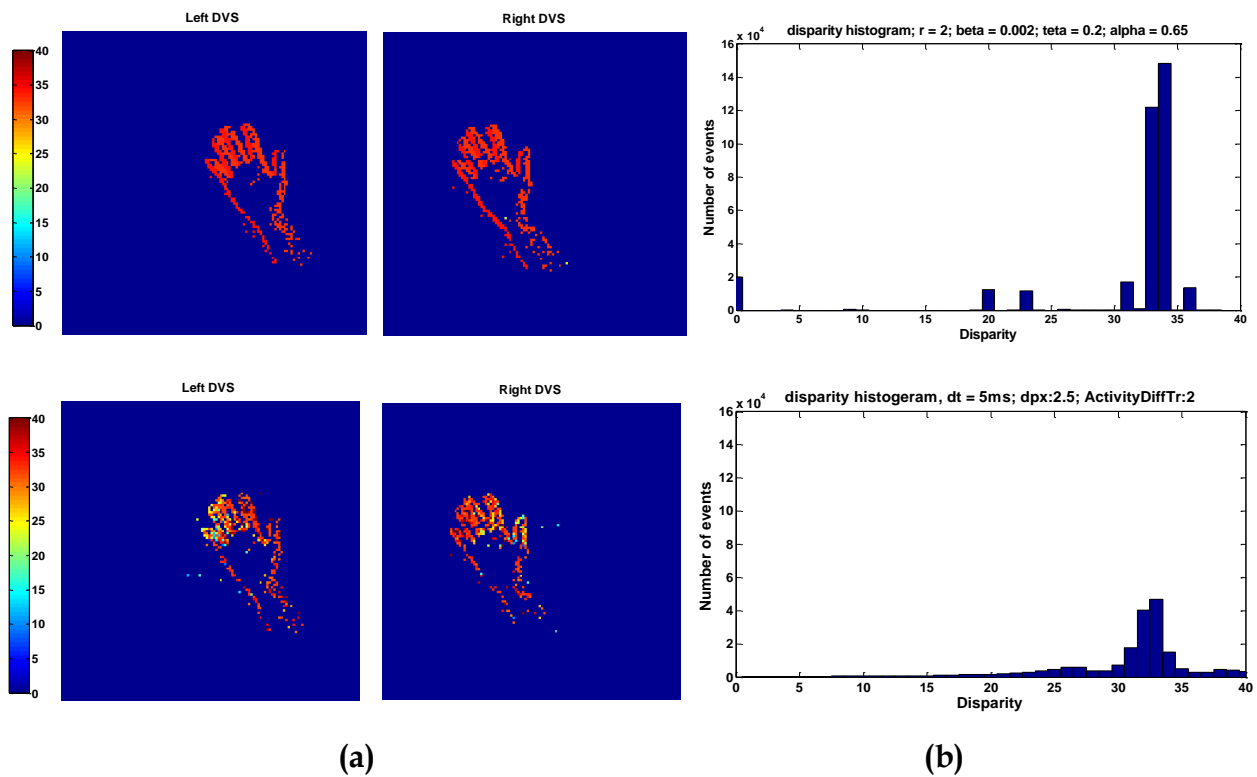 Left DVS
Right DVS
40
35
30
25
20
15
10
5
0
disparity histogram; r = 2; beta = 0.002; teta = 0.2; alpha = 0.65
x 10^4
16
14
12
10
8
6
4
2
0
Number of events
0 5 10 15 20 25 30 35 40
Disparity
Left DVS
Right DVS
40
35
30
25
20
15
10
5
0
disparity histogeram, dt = 5ms; dpx:2.5; ActivityDiffTr:2
x 10^4
16
14
12
10
8
6
4
2
0
Number of events
0 5 10 15 20 25 30 35 40
Disparity
(a) (b)